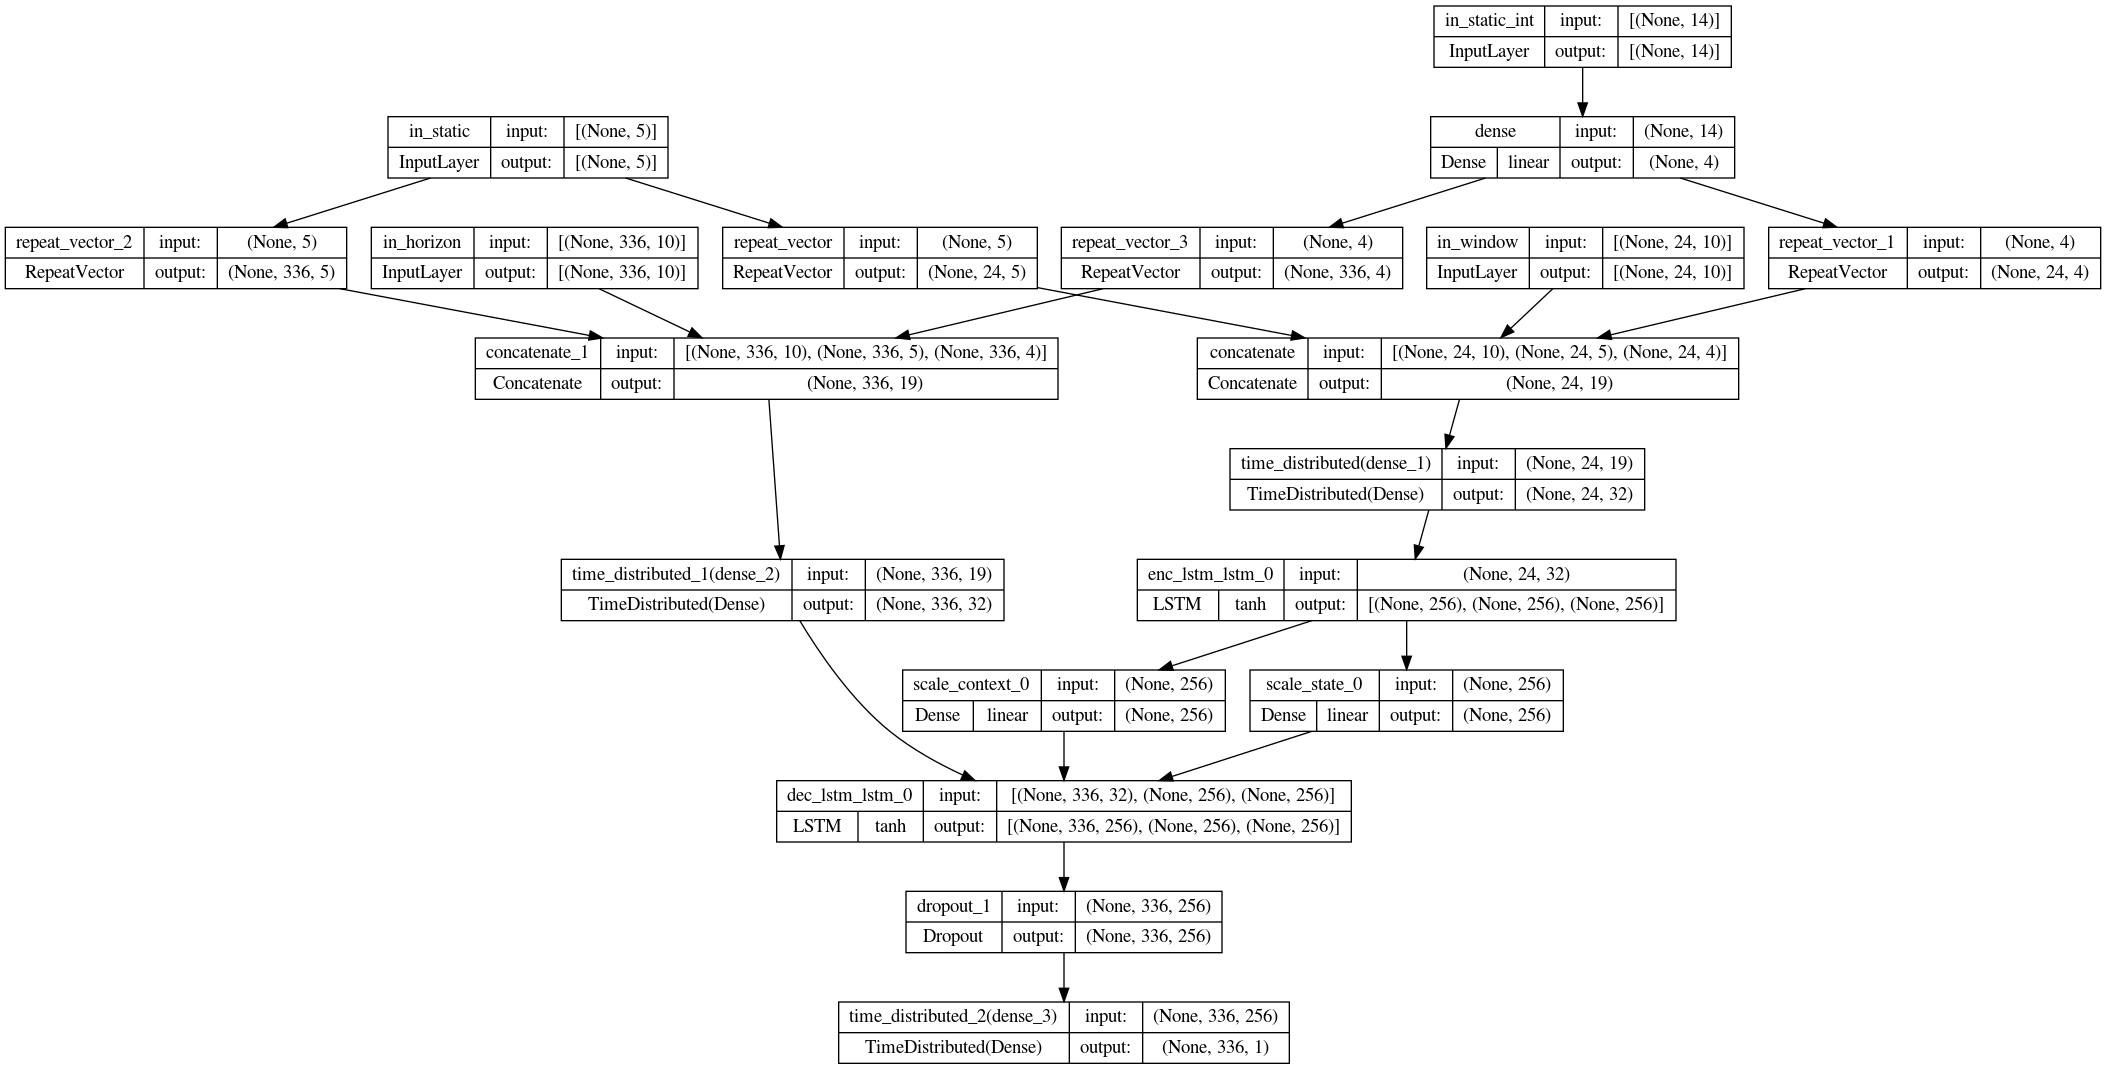 in_static_int input: [(None, 14)]
InputLayer output: [(None, 14)]
in_static input: [(None, 5)]
InputLayer output: [(None, 5)]
dense input: (None, 14)
Dense linear output: (None, 4)
repeat_vector_2 input: (None, 5)
RepeatVector output: (None, 336, 5)
in_horizon input: [(None, 336, 10)]
InputLayer output: [(None, 336, 10)]
repeat_vector input: (None, 5)
RepeatVector output: (None, 24, 5)
repeat_vector_3 input: (None, 4)
RepeatVector output: (None, 336, 4)
in_window input: [(None, 24, 10)]
InputLayer output: [(None, 24, 10)]
repeat_vector_1 input: (None, 4)
RepeatVector output: (None, 24, 4)
concatenate_1 input: [(None, 336, 10), (None, 336, 5), (None, 336, 4)]
Concatenate output: (None, 336, 19)
concatenate input: [(None, 24, 10), (None, 24, 5), (None, 24, 4)]
Concatenate output: (None, 24, 19)
time_distributed(dense_1) input: (None, 24, 19)
TimeDistributed(Dense) output: (None, 24, 32)
time_distributed_1(dense_2) input: (None, 336, 19)
TimeDistributed(Dense) output: (None, 336, 32)
enc_lstm_lstm_0 input: (None, 24, 32)
LSTM tanh output: [(None, 256), (None, 256), (None, 256)]
scale_context_0 input: (None, 256)
Dense linear output: (None, 256)
scale_state_0 input: (None, 256)
Dense linear output: (None, 256)
dec_lstm_lstm_0 input: [(None, 336, 32), (None, 256), (None, 256)]
LSTM tanh output: [(None, 336, 256), (None, 256), (None, 256)]
dropout_1 input: (None, 336, 256)
Dropout output: (None, 336, 256)
time_distributed_2(dense_3) input: (None, 336, 256)
TimeDistributed(Dense) output: (None, 336, 1)